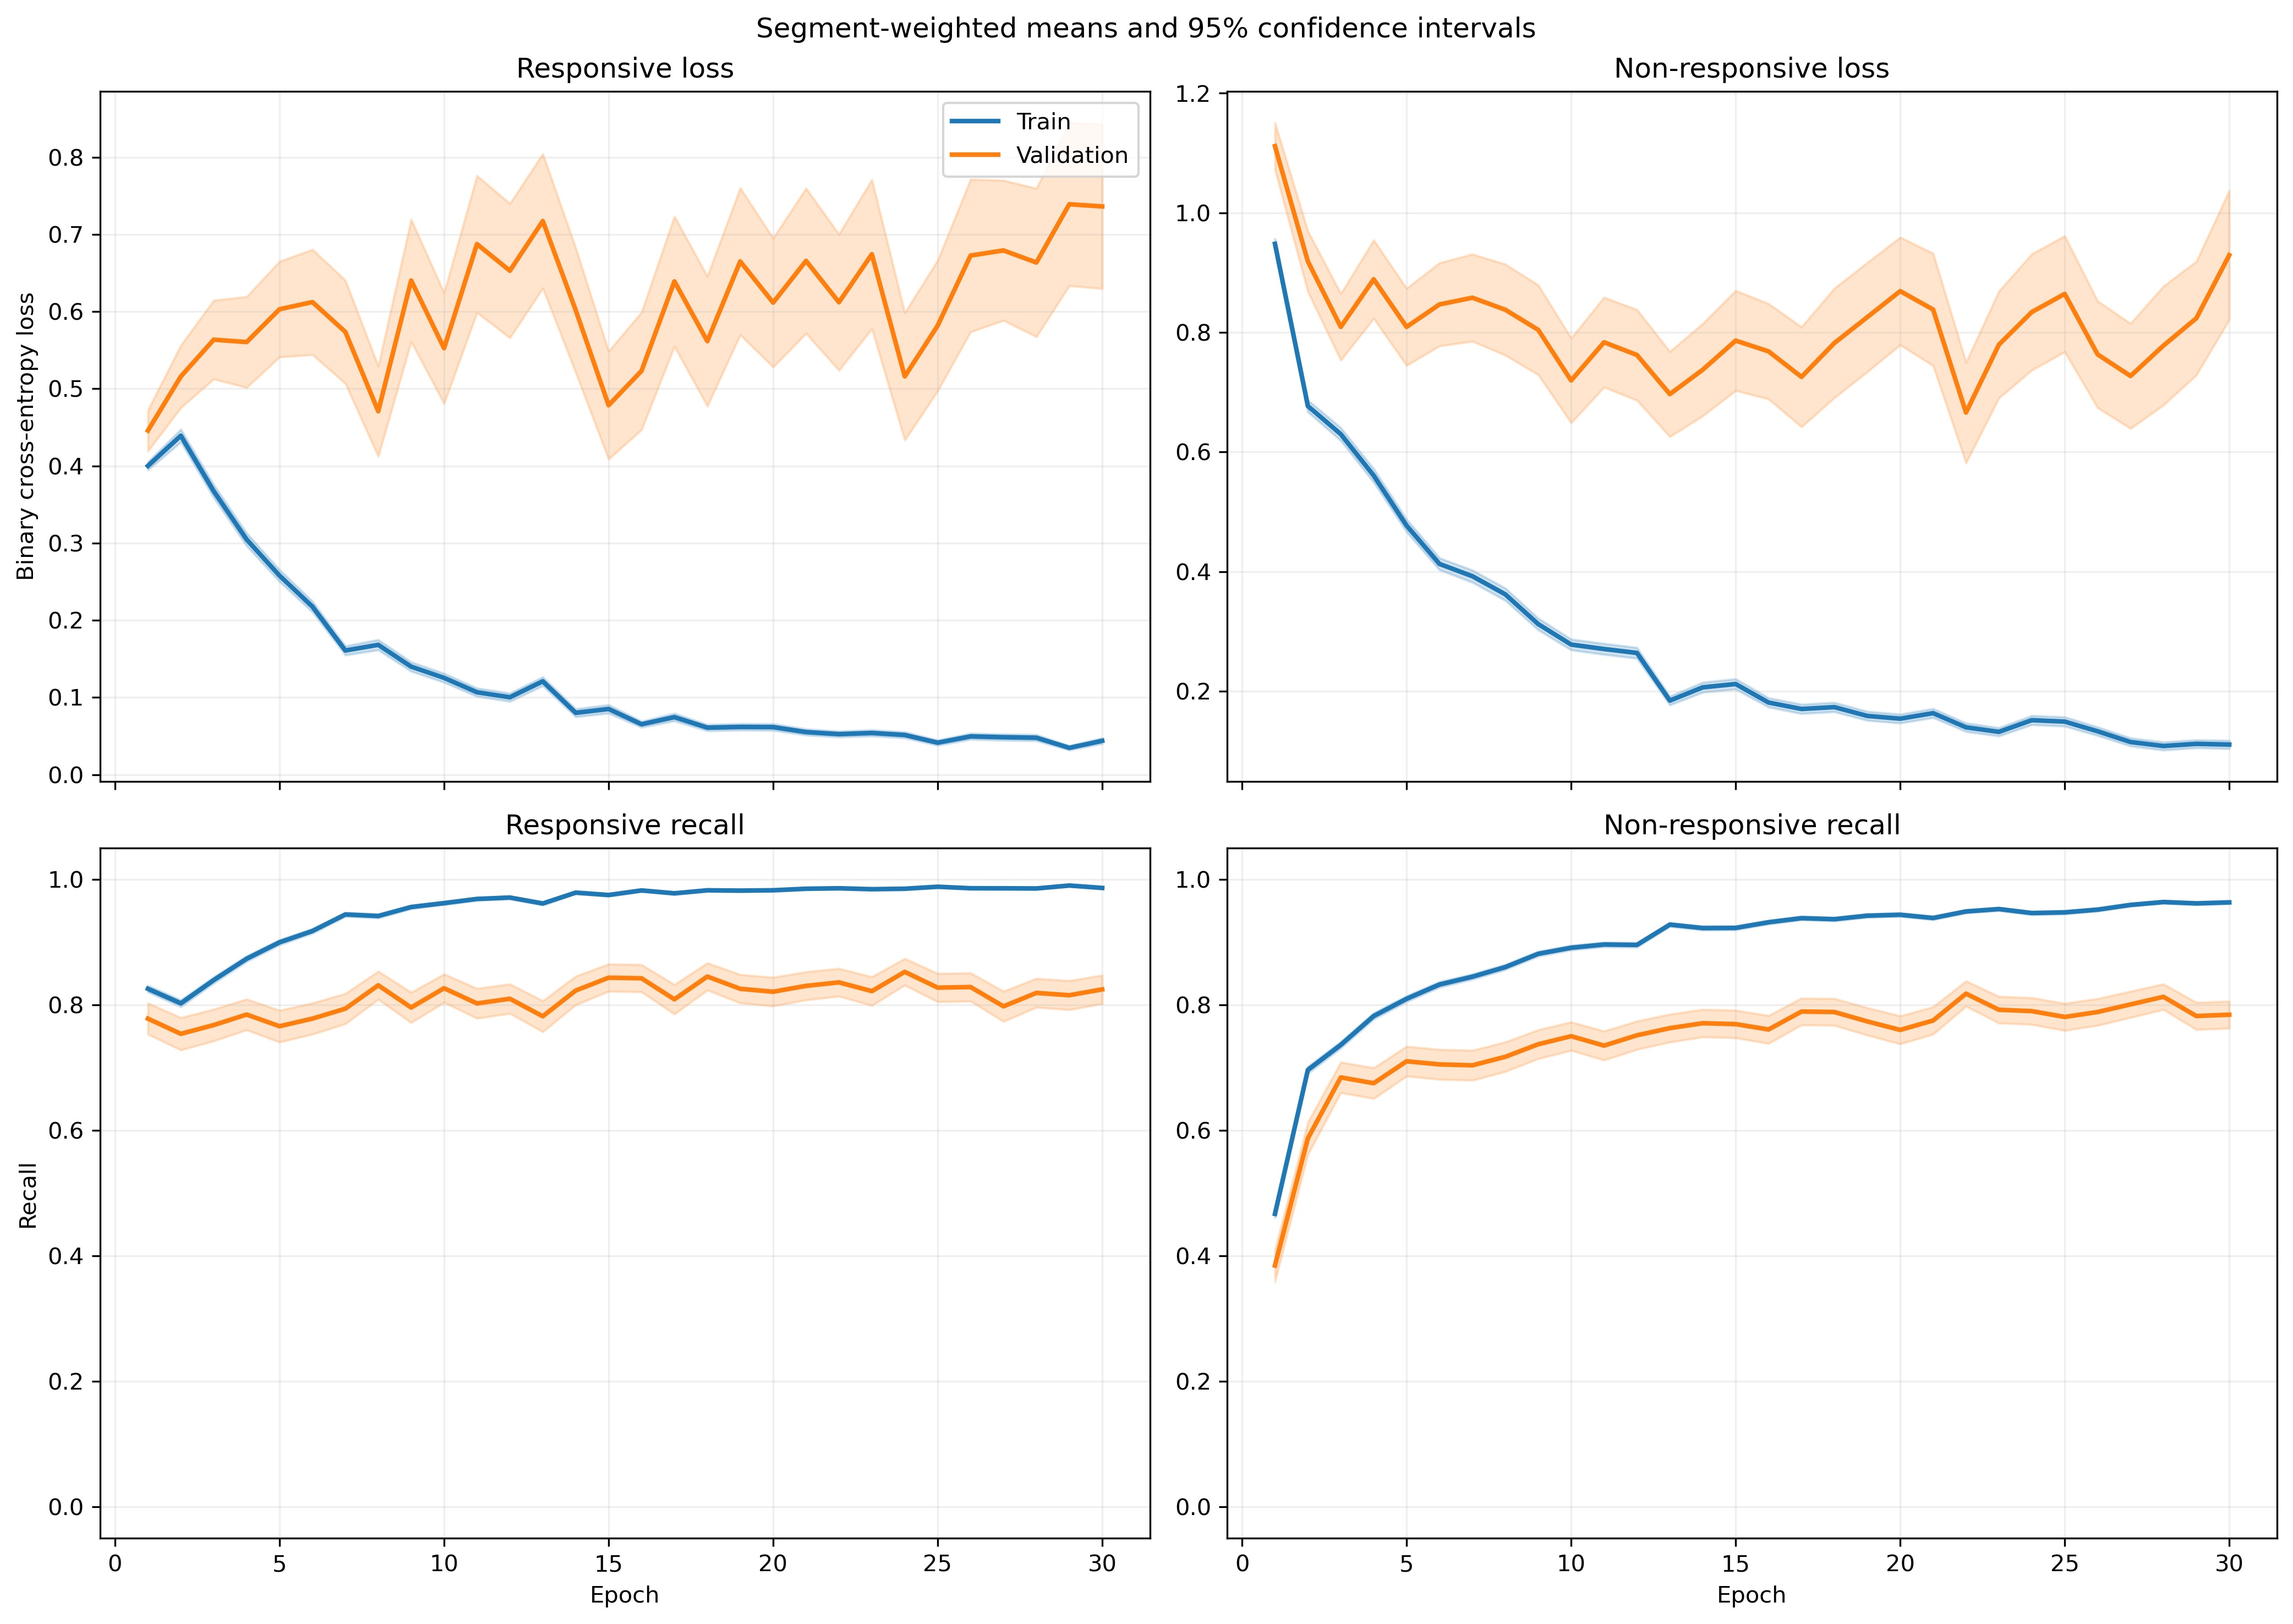 Segment-weighted means and 95% confidence intervals
Responsive loss
Non-responsive loss
Train
Validation
Binary cross-entropy loss
0.8
0.7
0.6
0.5
0.4
0.3
0.2
0.1
0.0
1.2
1.0
0.8
0.6
0.4
0.2
Responsive recall
Non-responsive recall
Recall
1.0
0.8
0.6
0.4
0.2
0.0
1.0
0.8
0.6
0.4
0.2
0.0
0 5 10 15 20 25 30
0 5 10 15 20 25 30
Epoch
Epoch